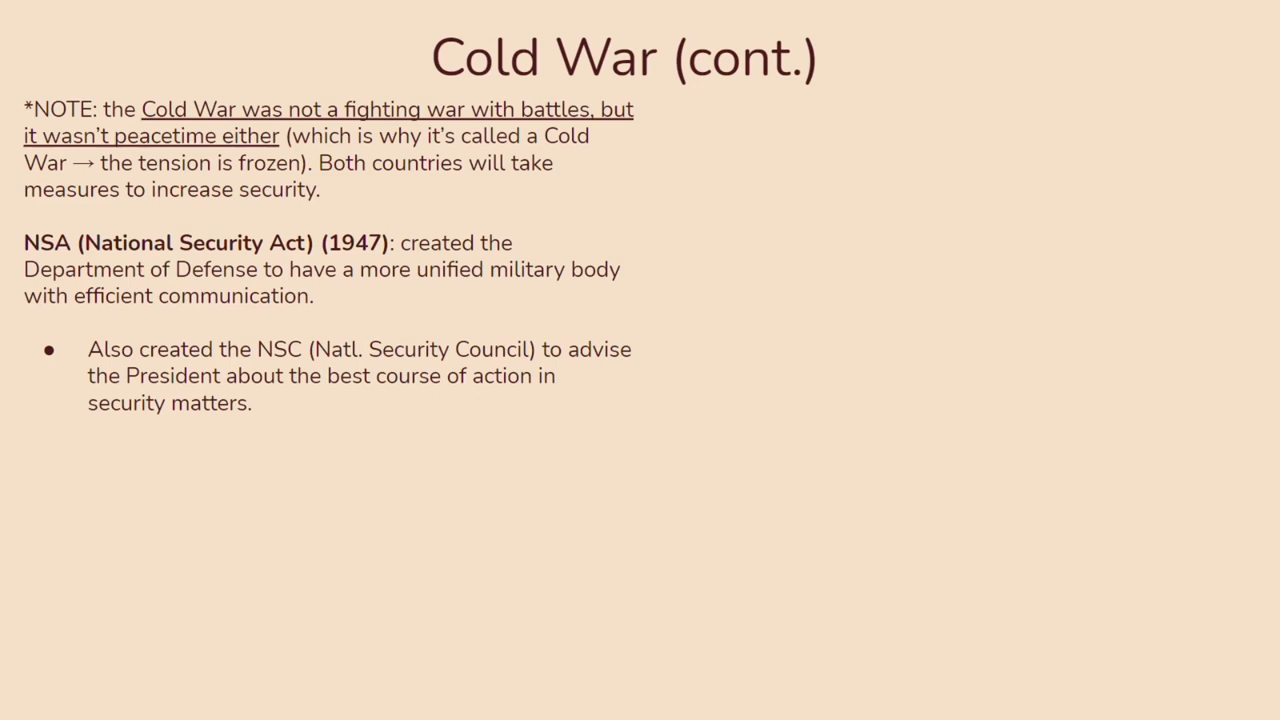 Cold War (cont.)
*NOTE: the Cold War was not a fighting war with battles, but
it wasn't peacetime either (which is why it's called a Cold
War → the tension is frozen). Both countries will take
measures to increase security.
NSA (National Security Act) (1947): created the
Department of Defense to have a more unified military body
with efficient communication.
● Also created the NSC (Natl. Security Council) to advise
the President about the best course of action in
security matters.